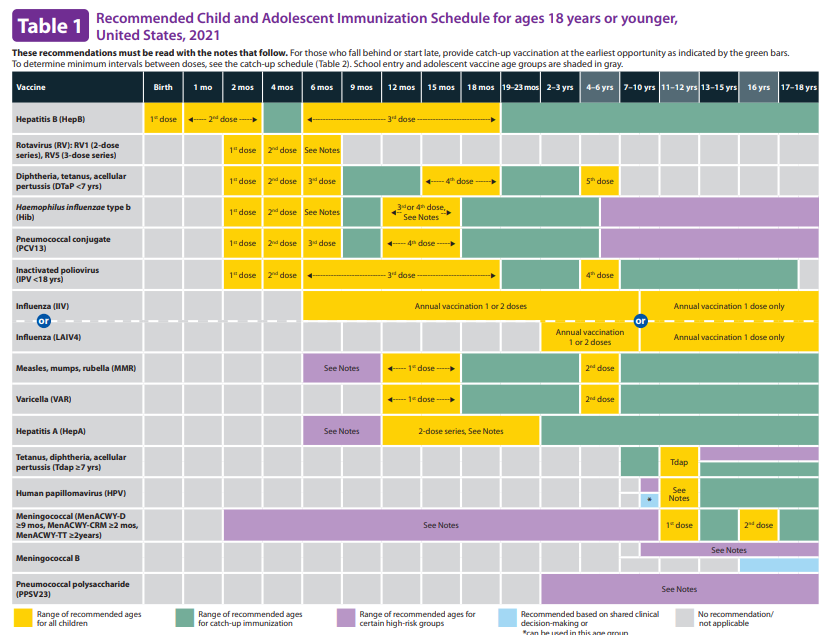 Table 1
Recommended Child and Adolescent Immunization Schedule for ages 18 years or younger,
United States, 2021
These recommendations must be read with the notes that follow. For those who fall behind or start late, provide catch-up vaccination at the earliest opportunity as indicated by the green bars.
To determine minimum intervals between doses, see the catch-up schedule (Table 2). School entry and adolescent vaccine age groups are shaded in gray.
Vaccine Birth 1 mo 2 mos 4 mos 6 mos 9 mos 12 mos 15 mos 18 mos 19–23 mos 2–3 yrs 4–6 yrs 7–10 yrs 11–12 yrs 13–15 yrs 16 yrs 17–18 yrs
Hepatitis B (HepB) 1st dose 2nd dose 3rd dose
Rotavirus (RV): RV1 (2-dose
series), RV5 (3-dose series)
1st dose 2nd dose See Notes
Diphtheria, tetanus, acellular
pertussis (DTaP <7 yrs)
1st dose 2nd dose 3rd dose 4th dose 5th dose
Haemophilus influenzae type b
(Hib)
1st dose 2nd dose See Notes 3rd or 4th dose,
See Notes
Pneumococcal conjugate
(PCV13)
1st dose 2nd dose 3rd dose 4th dose
Inactivated poliovirus
(IPV <18 yrs)
1st dose 2nd dose 3rd dose 4th dose
Influenza (IIV) Annual vaccination 1 or 2 doses Annual vaccination 1 dose only
or or
Influenza (LAIV4) Annual vaccination
1 or 2 doses
Annual vaccination 1 dose only
Measles, mumps, rubella (MMR) See Notes 1st dose 2nd dose
Varicella (VAR) 1st dose 2nd dose
Hepatitis A (HepA) See Notes 2-dose series, See Notes
Tetanus, diphtheria, acellular
pertussis (Tdap ≥7 yrs)
Tdap
Human papillomavirus (HPV) * See
Notes
Meningococcal (MenACWY-D
≥9 mos, MenACWY-CRM ≥2 mos,
MenACWY-TT ≥2years)
See Notes 1st dose 2nd dose
Meningococcal B See Notes
Pneumococcal polysaccharide
(PPSV23)
See Notes
Range of recommended ages
for all children
Range of recommended ages
for catch-up immunization
Range of recommended ages for
certain high-risk groups
Recommended based on shared clinical
decision-making or
*can be used in this age group
No recommendation/
not applicable